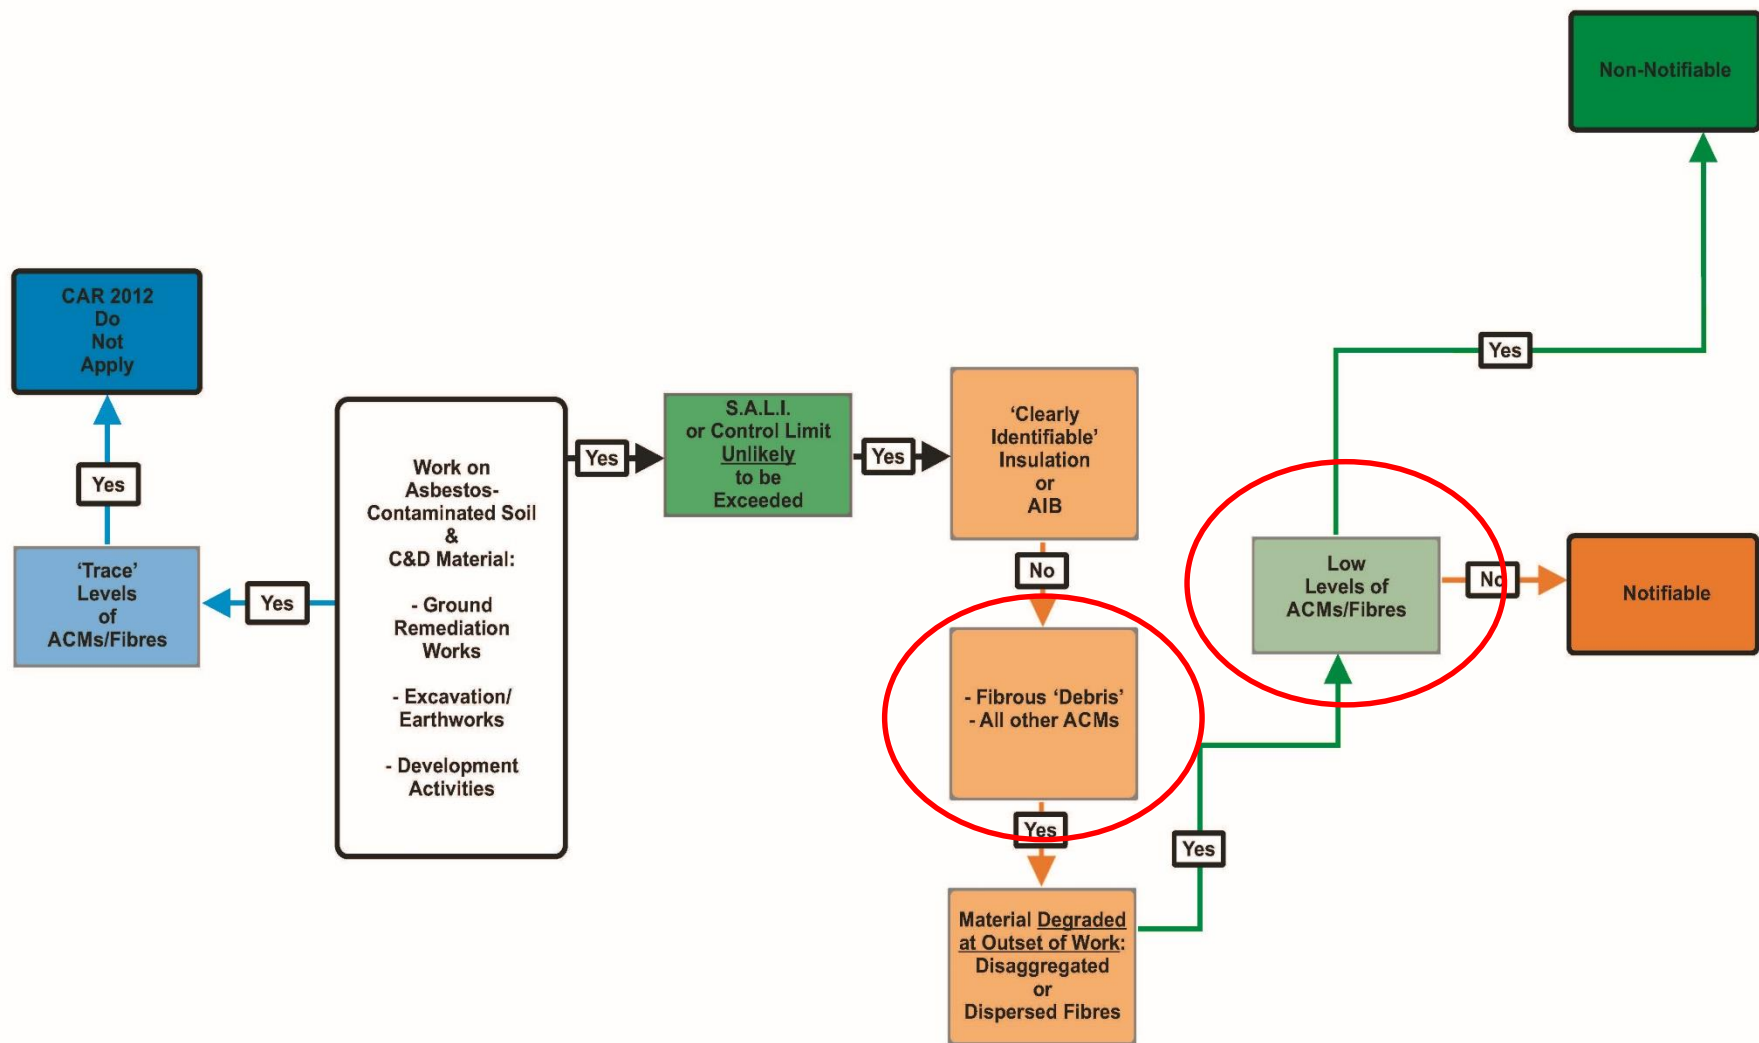 Non-Notifiable
CAR 2012
Do
Not
Apply
Yes
'Trace'
Levels
of
ACMs/Fibres
Yes
Work on
Asbestos-
Contaminated Soil
&
C&D Material:
- Ground
Remediation
Works
- Excavation/
Earthworks
- Development
Activities
Yes
S.A.L.I.
or Control Limit
Unlikely
to be
Exceeded
Yes
‘Clearly
Identifiable’
Insulation
or
AIB
No
- Fibrous ‘Debris’
- All other ACMs
Yes
Material Degraded
at Outset of Work:
Disaggregated
or
Dispersed Fibres
Yes
Low
Levels of
ACMs/Fibres
Yes
No
Notifiable